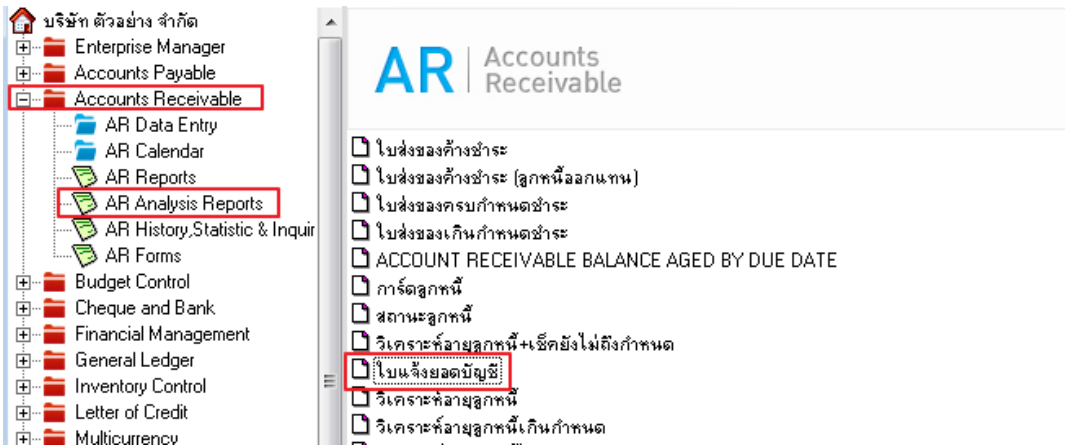 บริษัท ตัวอย่าง จำกัด
Enterprise Manager
Accounts Payable
Accounts Receivable
AR Data Entry
AR Calendar
AR Reports
AR Analysis Reports
AR History,Statistic & Inquir
AR Forms
Budget Control
Cheque and Bank
Financial Management
General Ledger
Inventory Control
Letter of Credit
Multicurrency
AR
Accounts
Receivable
ใบส่งของค้างชำระ
ใบส่งของค้างชำระ (ลูกหนี้ออกแทน)
ใบส่งของครบกำหนดชำระ
ใบส่งของเกินกำหนดชำระ
ACCOUNT RECEIVABLE BALANCE AGED BY DUE DATE
การ์ดลูกหนี้
สถานะลูกหนี้
วิเคราะห์อายุลูกหนี้+เช็คยังไม่ถึงกำหนด
ใบแจ้งยอดบัญชี
วิเคราะห์อายุลูกหนี้
วิเคราะห์อายุลูกหนี้เกินกำหนด